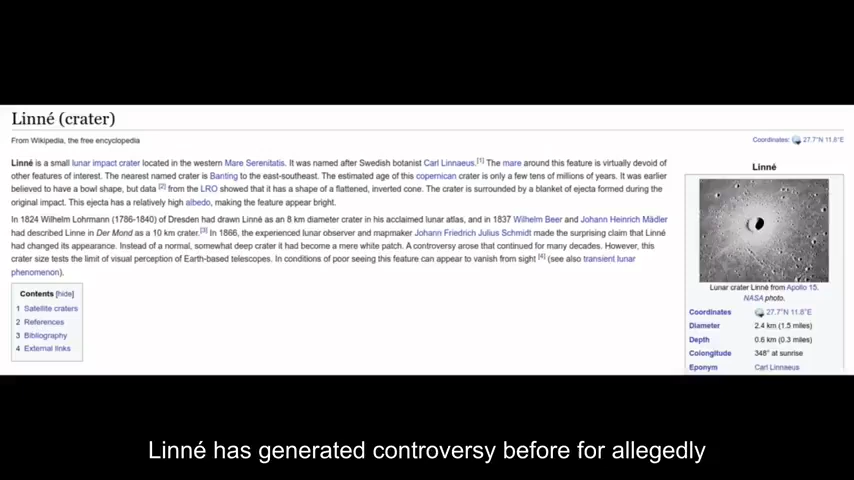 Linné (crater)
From Wikipedia, the free encyclopedia
Coordinates: 27.7°N 11.8°E
Linné is a small lunar impact crater located in the western Mare Serenitatis. It was named after Swedish botanist Carl Linnaeus.[1] The mare around this feature is virtually devoid of
other features of interest. The nearest named crater is Banting to the east-southeast. The estimated age of this copernican crater is only a few tens of millions of years. It was earlier
believed to have a bowl shape, but data [2] from the LRO showed that it has a shape of a flattened, inverted cone. The crater is surrounded by a blanket of ejecta formed during the
original impact. This ejecta has a relatively high albedo, making the feature appear bright.
In 1824 Wilhelm Lohrmann (1786-1840) of Dresden had drawn Linné as an 8 km diameter crater in his acclaimed lunar atlas, and in 1837 Wilhelm Beer and Johann Heinrich Mädler
had described Linne in Der Mond as a 10 km crater.[3] In 1866, the experienced lunar observer and mapmaker Johann Friedrich Julius Schmidt made the surprising claim that Linné
had changed its appearance. Instead of a normal, somewhat deep crater it had become a mere white patch. A controversy arose that continued for many decades. However, this
crater size tests the limit of visual perception of Earth-based telescopes. In conditions of poor seeing this feature can appear to vanish from sight [4] (see also transient lunar
phenomenon).
Contents [hide]
1 Satellite craters
2 References
3 Bibliography
4 External links
Linné
Lunar crater Linné from Apollo 15.
NASA photo.
Coordinates 27.7°N 11.8°E
Diameter 2.4 km (1.5 miles)
Depth 0.6 km (0.3 miles)
Colongitude 348° at sunrise
Eponym Carl Linnaeus
Linné has generated controversy before for allegedly